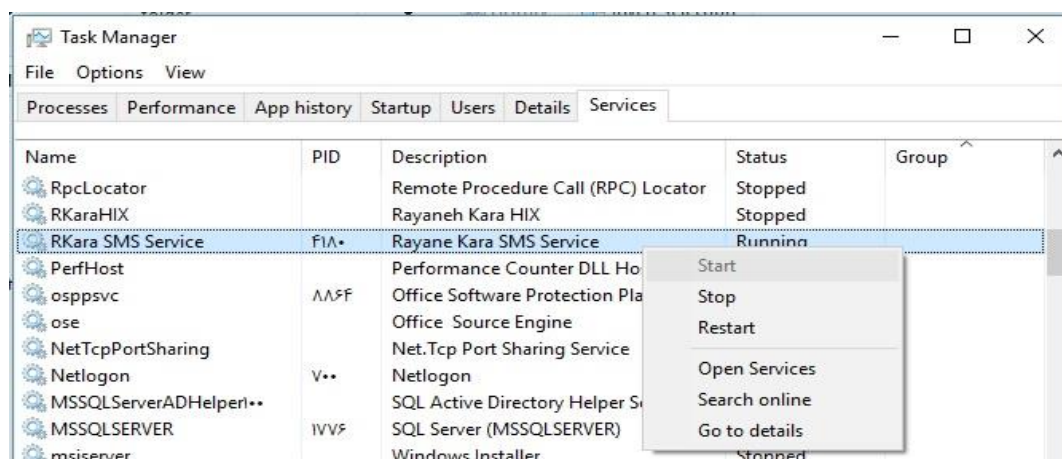 Task Manager
File Options View
Processes Performance App history Startup Users Details Services
Name PID Description Status Group
RpcLocator Remote Procedure Call (RPC) Locator Stopped
RKaraHIX Rayaneh Kara HIX Stopped
RKara SMS Service ۴۱۸۰ Rayane Kara SMS Service Running
PerfHost Performance Counter DLL Ho
osppsvc ۸۸۶۴ Office Software Protection Pla
ose Office Source Engine
NetTcpPortSharing Net.Tcp Port Sharing Service
Netlogon ۷۰۰ Netlogon
MSSQLServerADHelper۱۰۰ SQL Active Directory Helper S
MSSQLSERVER ۱۷۷۶ SQL Server (MSSQLSERVER)
msiserver Windows Installer Stopped
Start
Stop
Restart
Open Services
Search online
Go to details